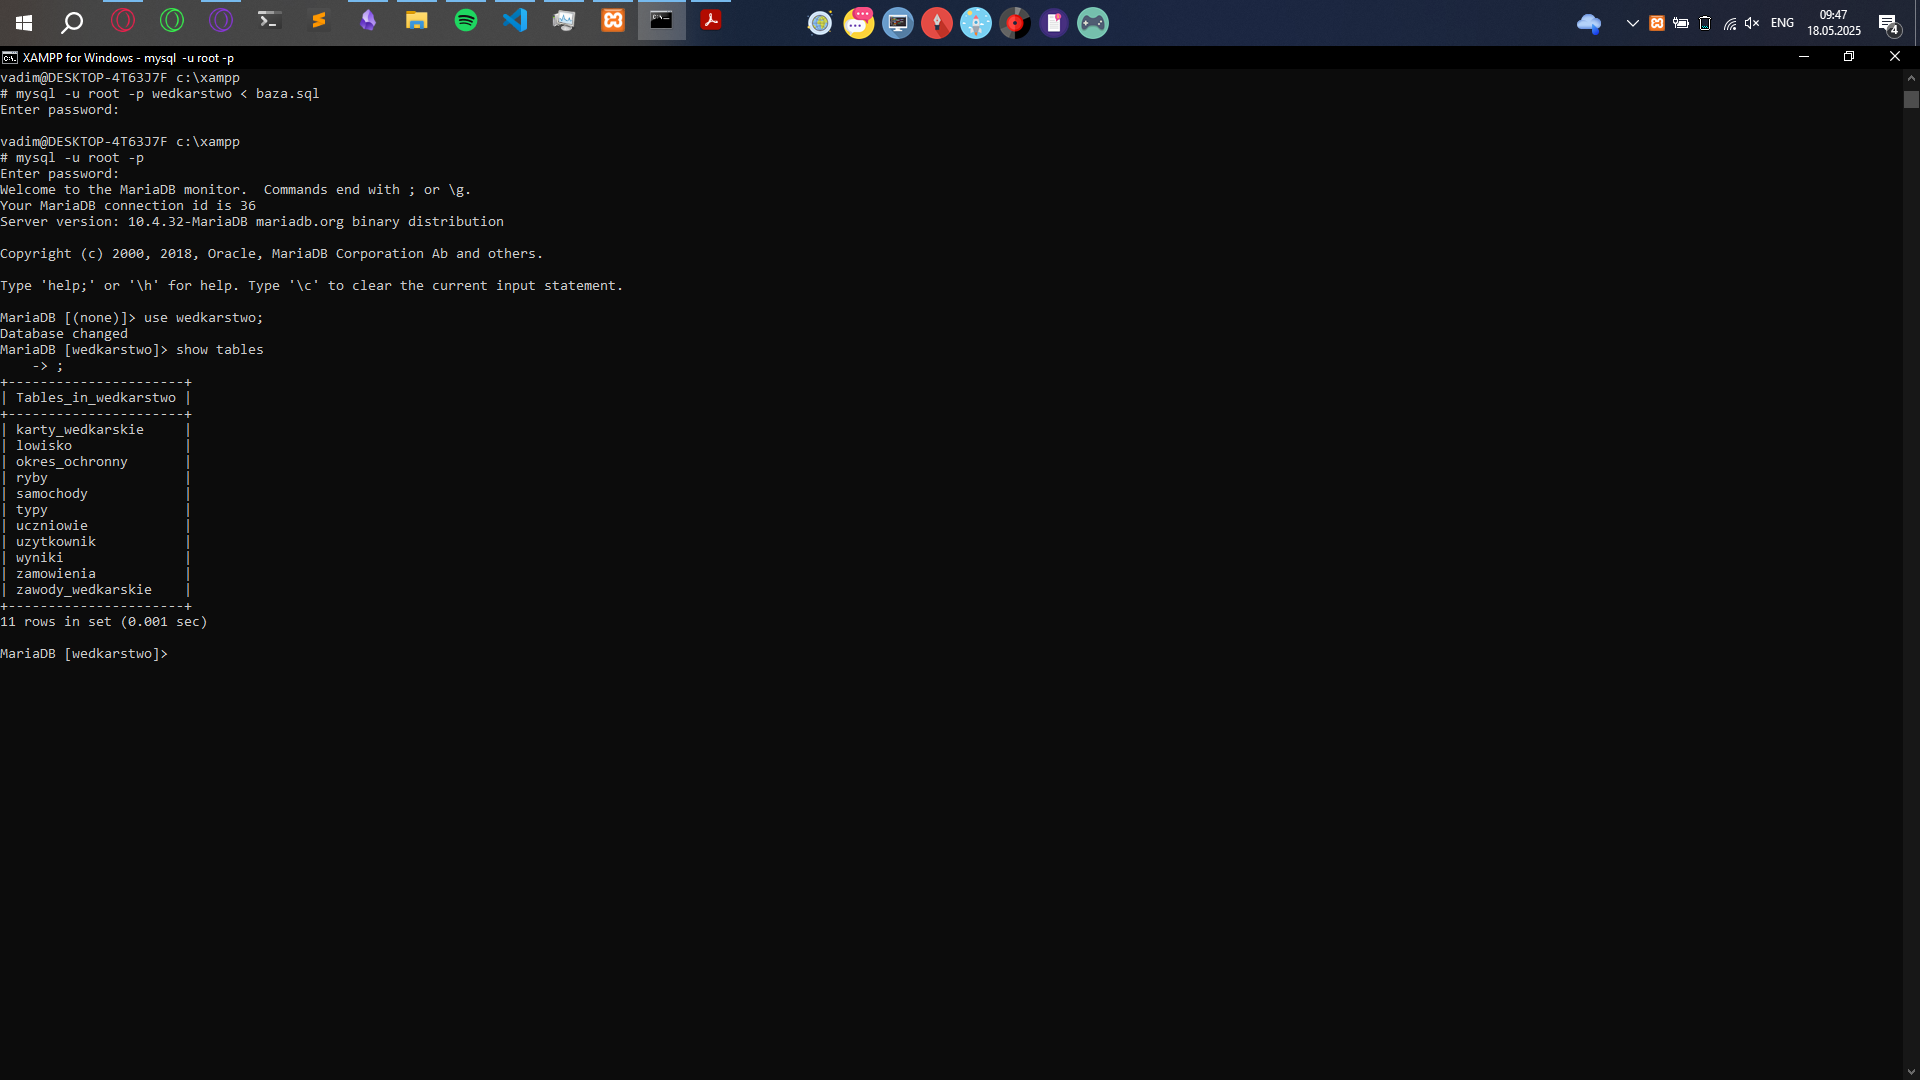 ENG
09:47
18.05.2025
4
XAMPP for Windows - mysql -u root -p
vadim@DESKTOP-4T63J7F c:\xampp
# mysql -u root -p wedkarstwo < baza.sql
Enter password:
vadim@DESKTOP-4T63J7F c:\xampp
# mysql -u root -p
Enter password:
Welcome to the MariaDB monitor.  Commands end with ; or \g.
Your MariaDB connection id is 36
Server version: 10.4.32-MariaDB mariadb.org binary distribution
Copyright (c) 2000, 2018, Oracle, MariaDB Corporation Ab and others.
Type 'help;' or '\h' for help. Type '\c' to clear the current input statement.
MariaDB [(none)]> use wedkarstwo;
Database changed
MariaDB [wedkarstwo]> show tables
    -> ;
+----------------------+
| Tables_in_wedkarstwo |
+----------------------+
| karty_wedkarskie     |
| lowisko              |
| okres_ochronny       |
| ryby                 |
| samochody            |
| typy                 |
| uczniowie            |
| uzytkownik           |
| wyniki               |
| zamowienia           |
| zawody_wedkarskie    |
+----------------------+
11 rows in set (0.001 sec)
MariaDB [wedkarstwo]>